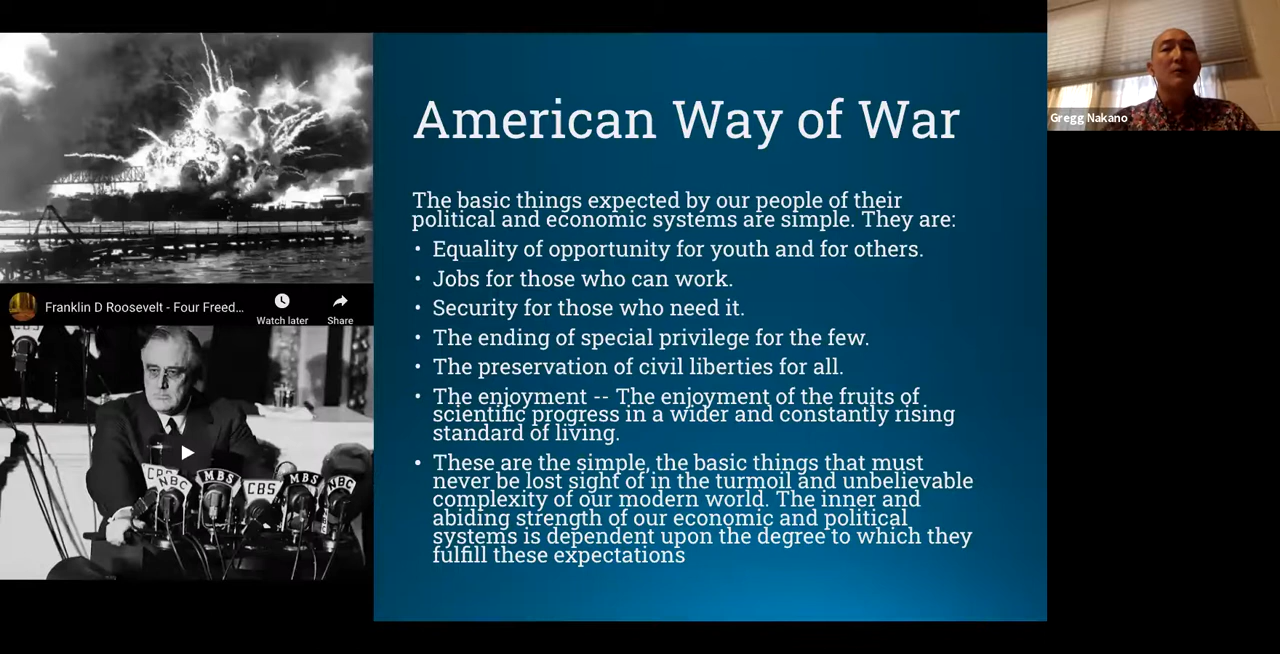 American Way of War
The basic things expected by our people of their
political and economic systems are simple. They are:
• Equality of opportunity for youth and for others.
• Jobs for those who can work.
• Security for those who need it.
• The ending of special privilege for the few.
• The preservation of civil liberties for all.
• The enjoyment -- The enjoyment of the fruits of
scientific progress in a wider and constantly rising
standard of living.
• These are the simple, the basic things that must
never be lost sight of in the turmoil and unbelievable
complexity of our modern world. The inner and
abiding strength of our economic and political
systems is dependent upon the degree to which they
fulfill these expectations
Franklin D Roosevelt - Four Freed...
Watch later
Share
CBS
NBC
MBS
CBS
MBS
NBC
Gregg Nakano